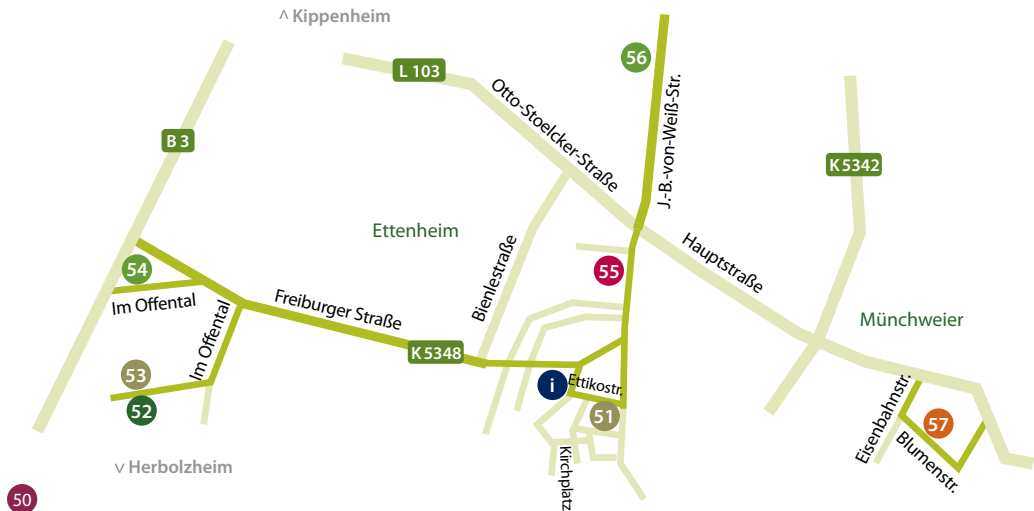 ^ Kippenheim
56
L 103
B 3
Otto-Stoelcker-Straße
J.-B.-von-Weiß-Str.
K 5342
Ettenheim
Hauptstraße
54
55
Im Offental
Freiburger Straße
Bienlestraße
Münchweier
K 5348
Im Offental
53
i
Ettikostr.
52
51
Eisenbahnstr.
57
Blumenstr.
v Herbolzheim
Kirchplatz
50